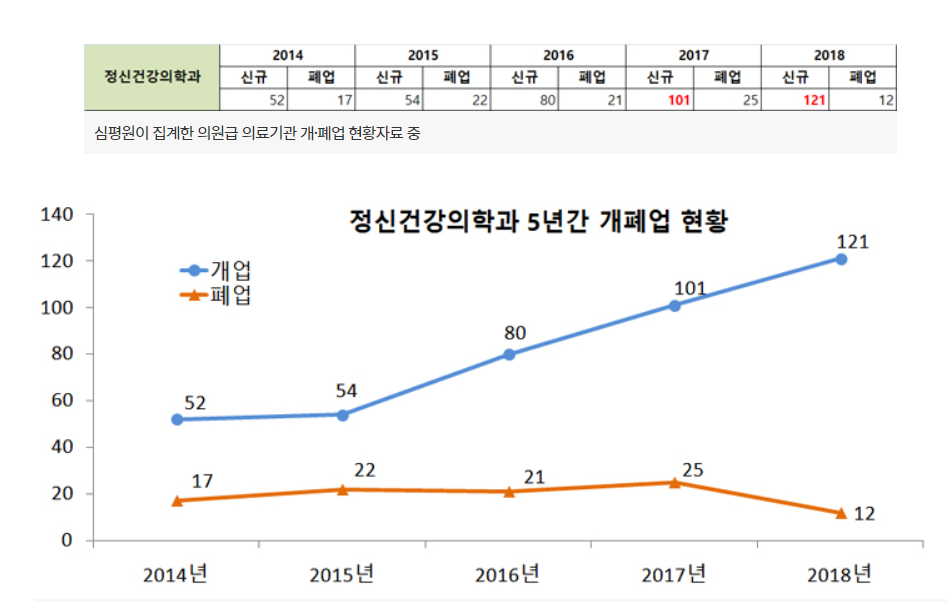 정신건강의학과 2014 2015 2016 2017 2018
신규 폐업 신규 폐업 신규 폐업 신규 폐업 신규 폐업
52 17 54 22 80 21 101 25 121 12
심평원이 집계한 의원급 의료기관 개·폐업 현황자료 중
정신건강의학과 5년간 개폐업 현황
140
120
100
80
60
40
20
0
개업
폐업
52
54
80
101
121
17
22
21
25
12
2014년 2015년 2016년 2017년 2018년